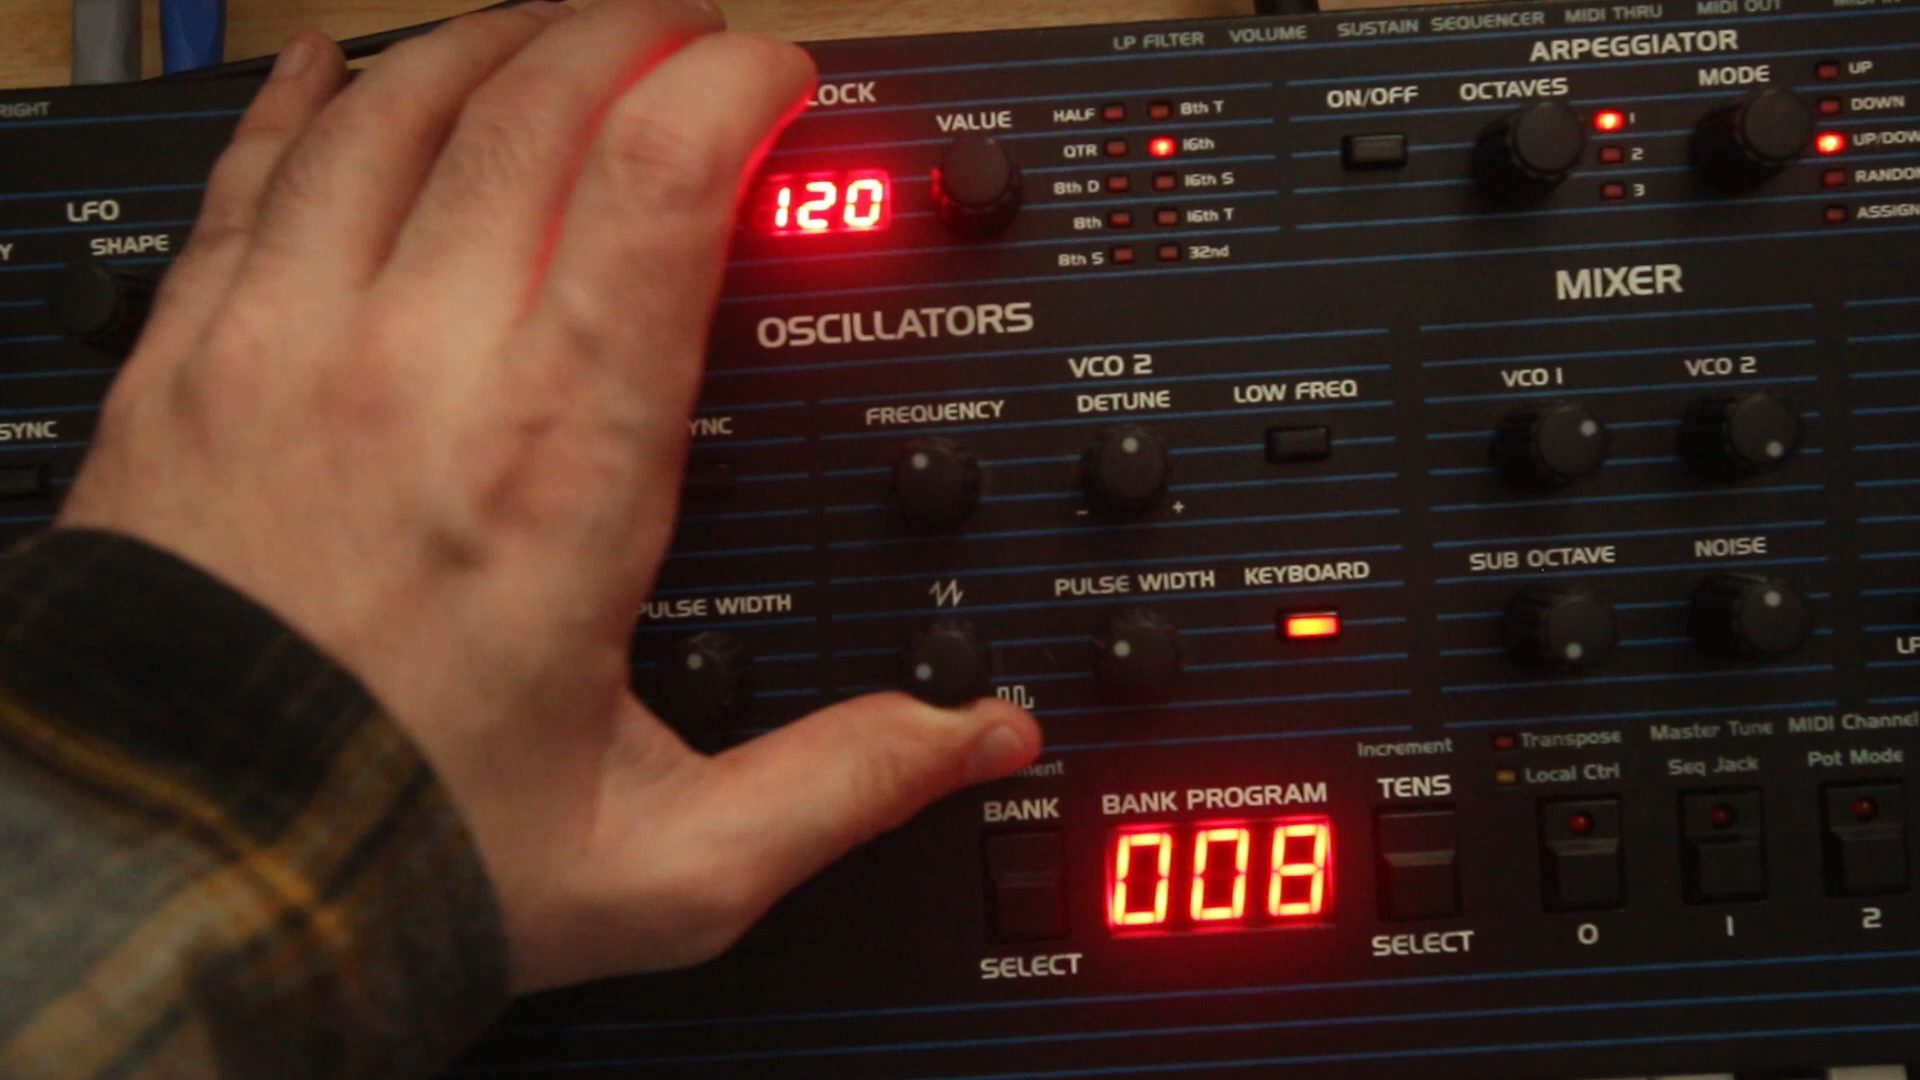 RIGHT
LP FILTER VOLUME SUSTAIN SEQUENCER MIDI THRU MIDI OUT
LOCK
ARPEGGIATOR
VALUE
HALF 8th T
QTR 16th
8th D 16th S
8th 16th T
8th S 32nd
120
ON/OFF OCTAVES MODE
1
2
3
UP
DOWN
UP/DOW
RANDOM
ASSIGN
LFO
Y SHAPE
SYNC
OSCILLATORS
MIXER
VCO 2
YNC FREQUENCY DETUNE LOW FREQ
- +
VCO 1 VCO 2
PULSE WIDTH PULSE WIDTH KEYBOARD
SUB OCTAVE NOISE
LP
ment Increment
BANK BANK PROGRAM TENS
008
SELECT SELECT
Transpose Master Tune MIDI Channel
Local Ctrl Seq Jack Pot Mode
0 1 2